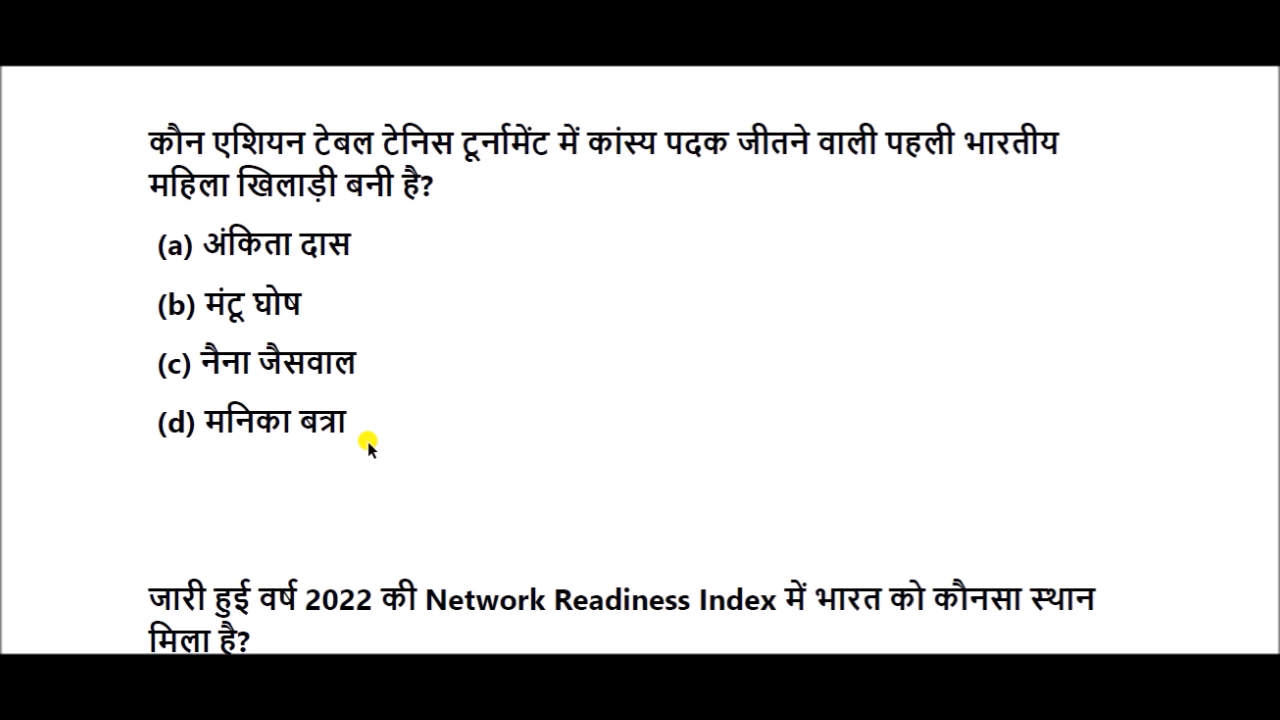 कौन एशियन टेबल टेनिस टूर्नामेंट में कांस्य पदक जीतने वाली पहली भारतीय
महिला खिलाड़ी बनी है?
(a) अंकिता दास
(b) मंटू घोष
(c) नैना जैसवाल
(d) मनिका बत्रा
जारी हुई वर्ष 2022 की Network Readiness Index में भारत को कौनसा स्थान
मिला है?